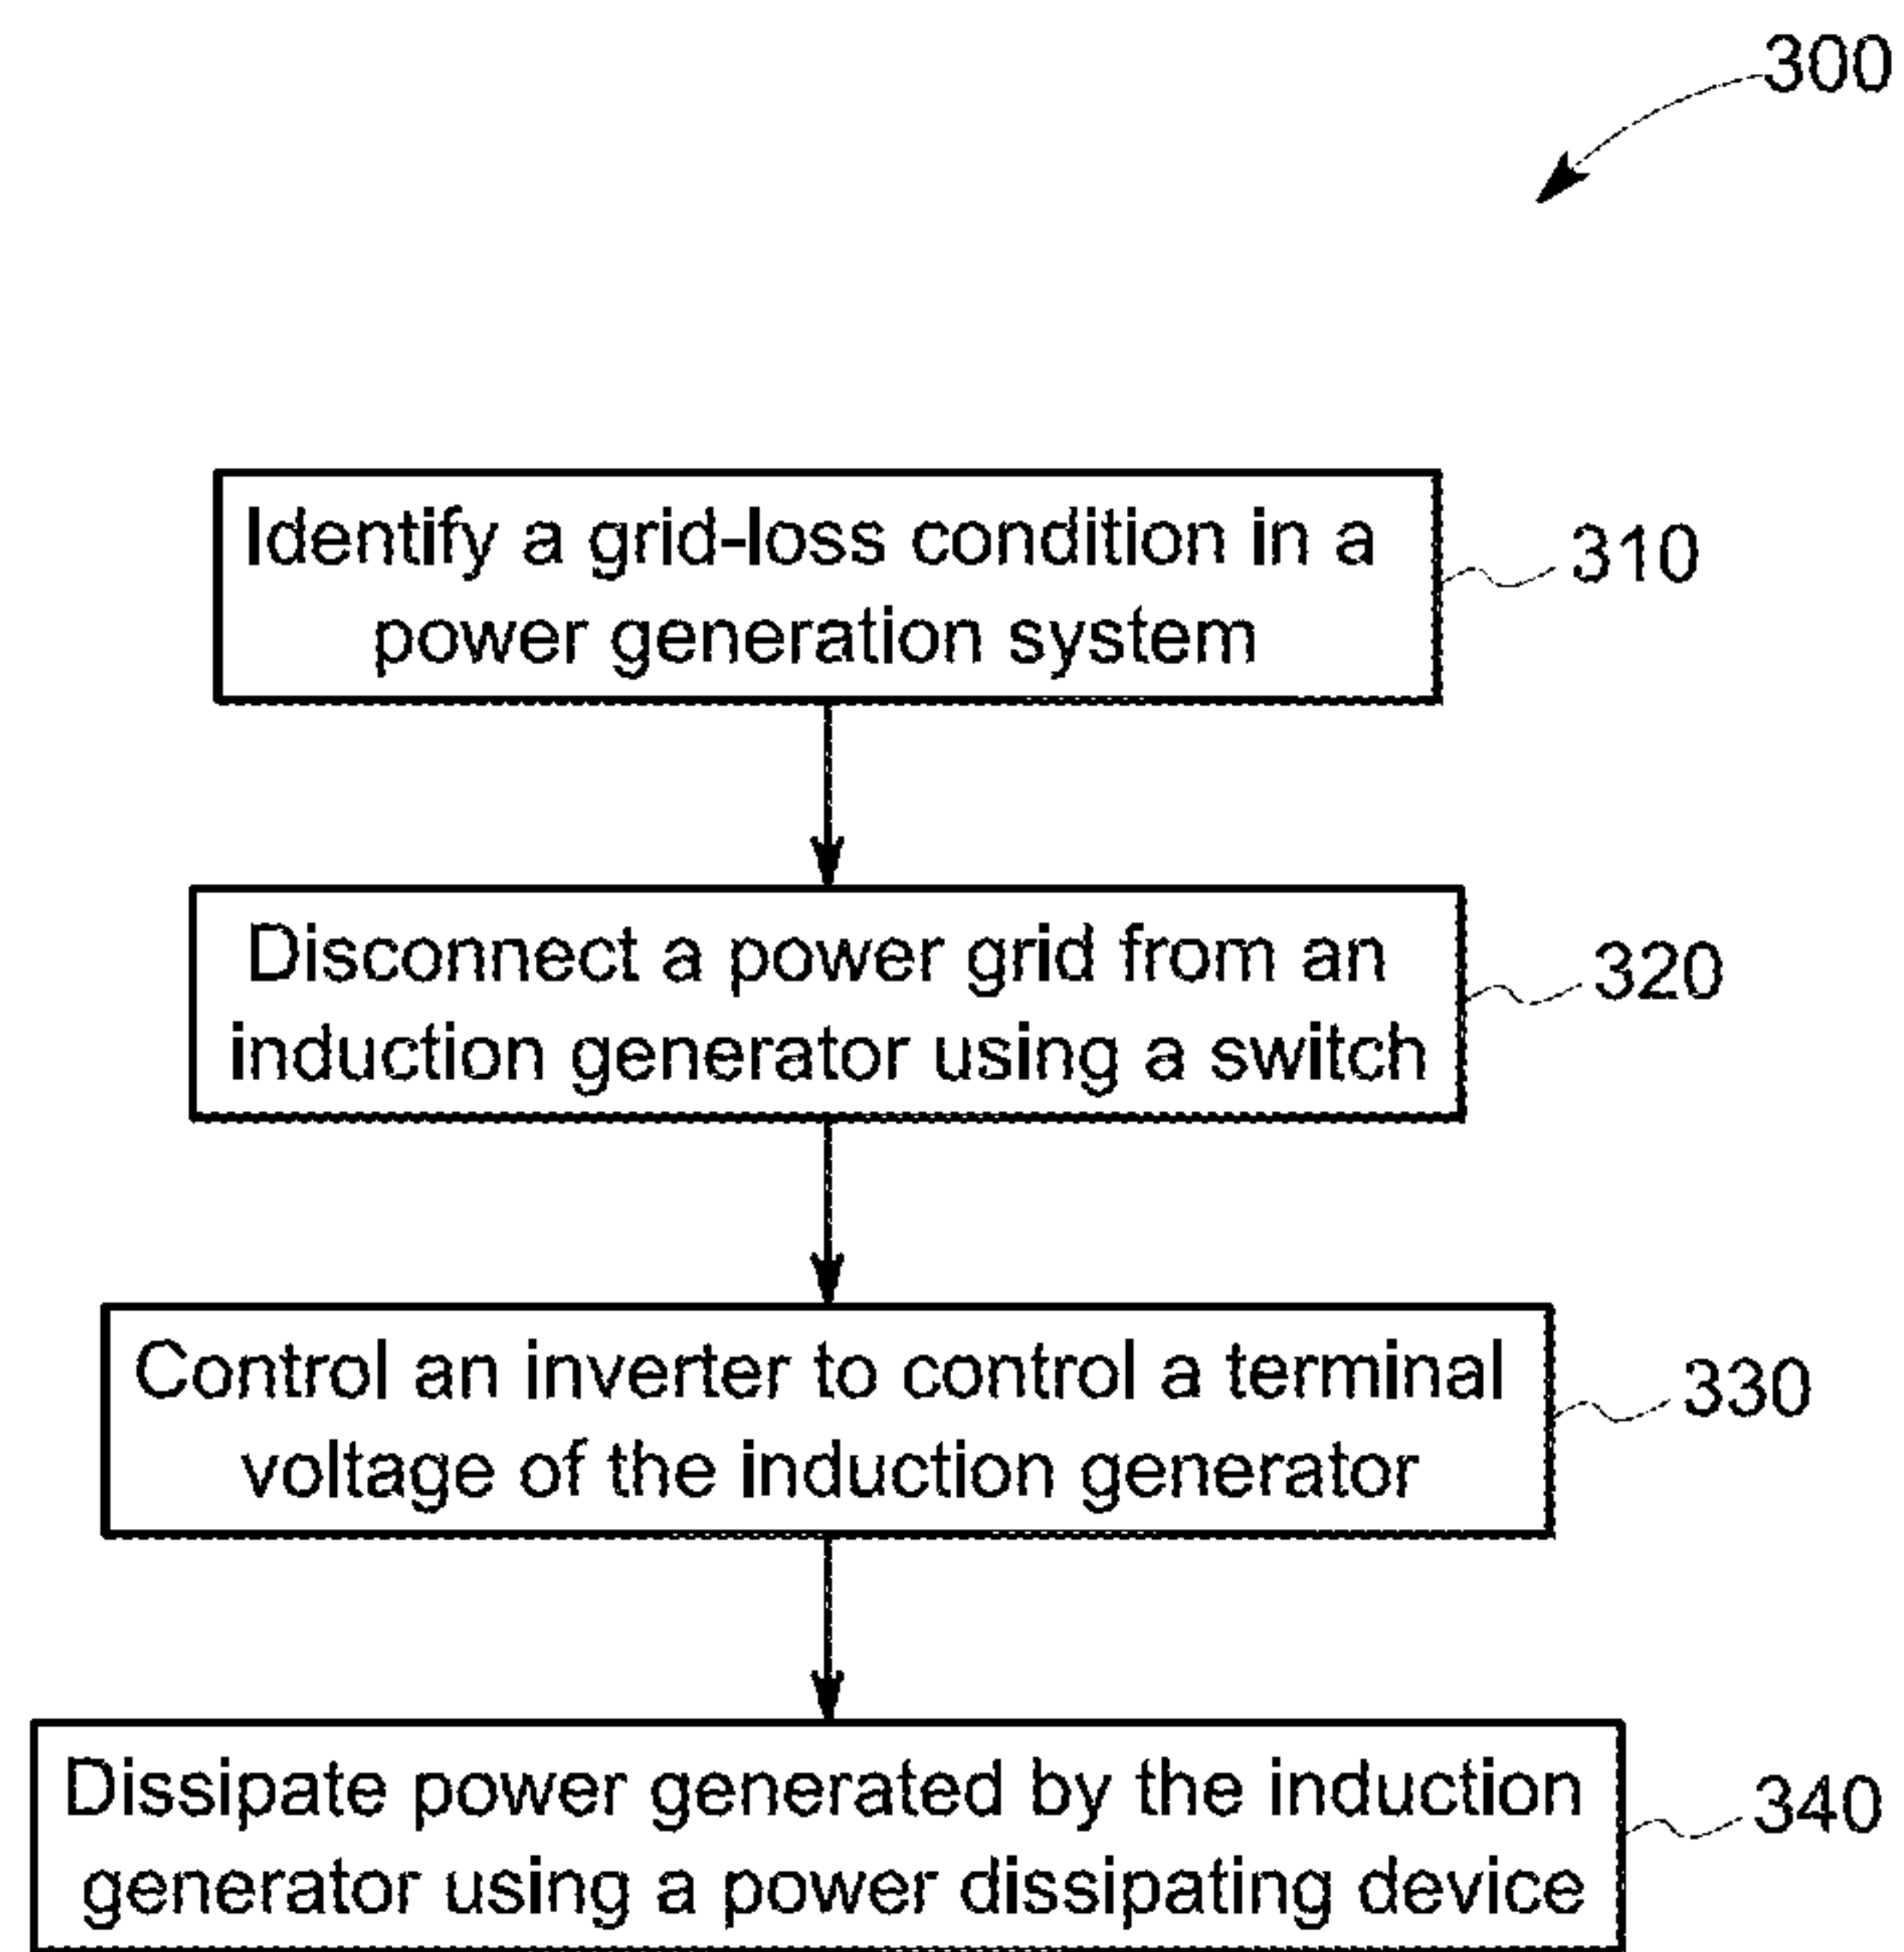 300
Identify a grid-loss condition in a
power generation system
310
Disconnect a power grid from an
induction generator using a switch
320
Control an inverter to control a terminal
voltage of the induction generator
330
Dissipate power generated by the induction
generator using a power dissipating device
340